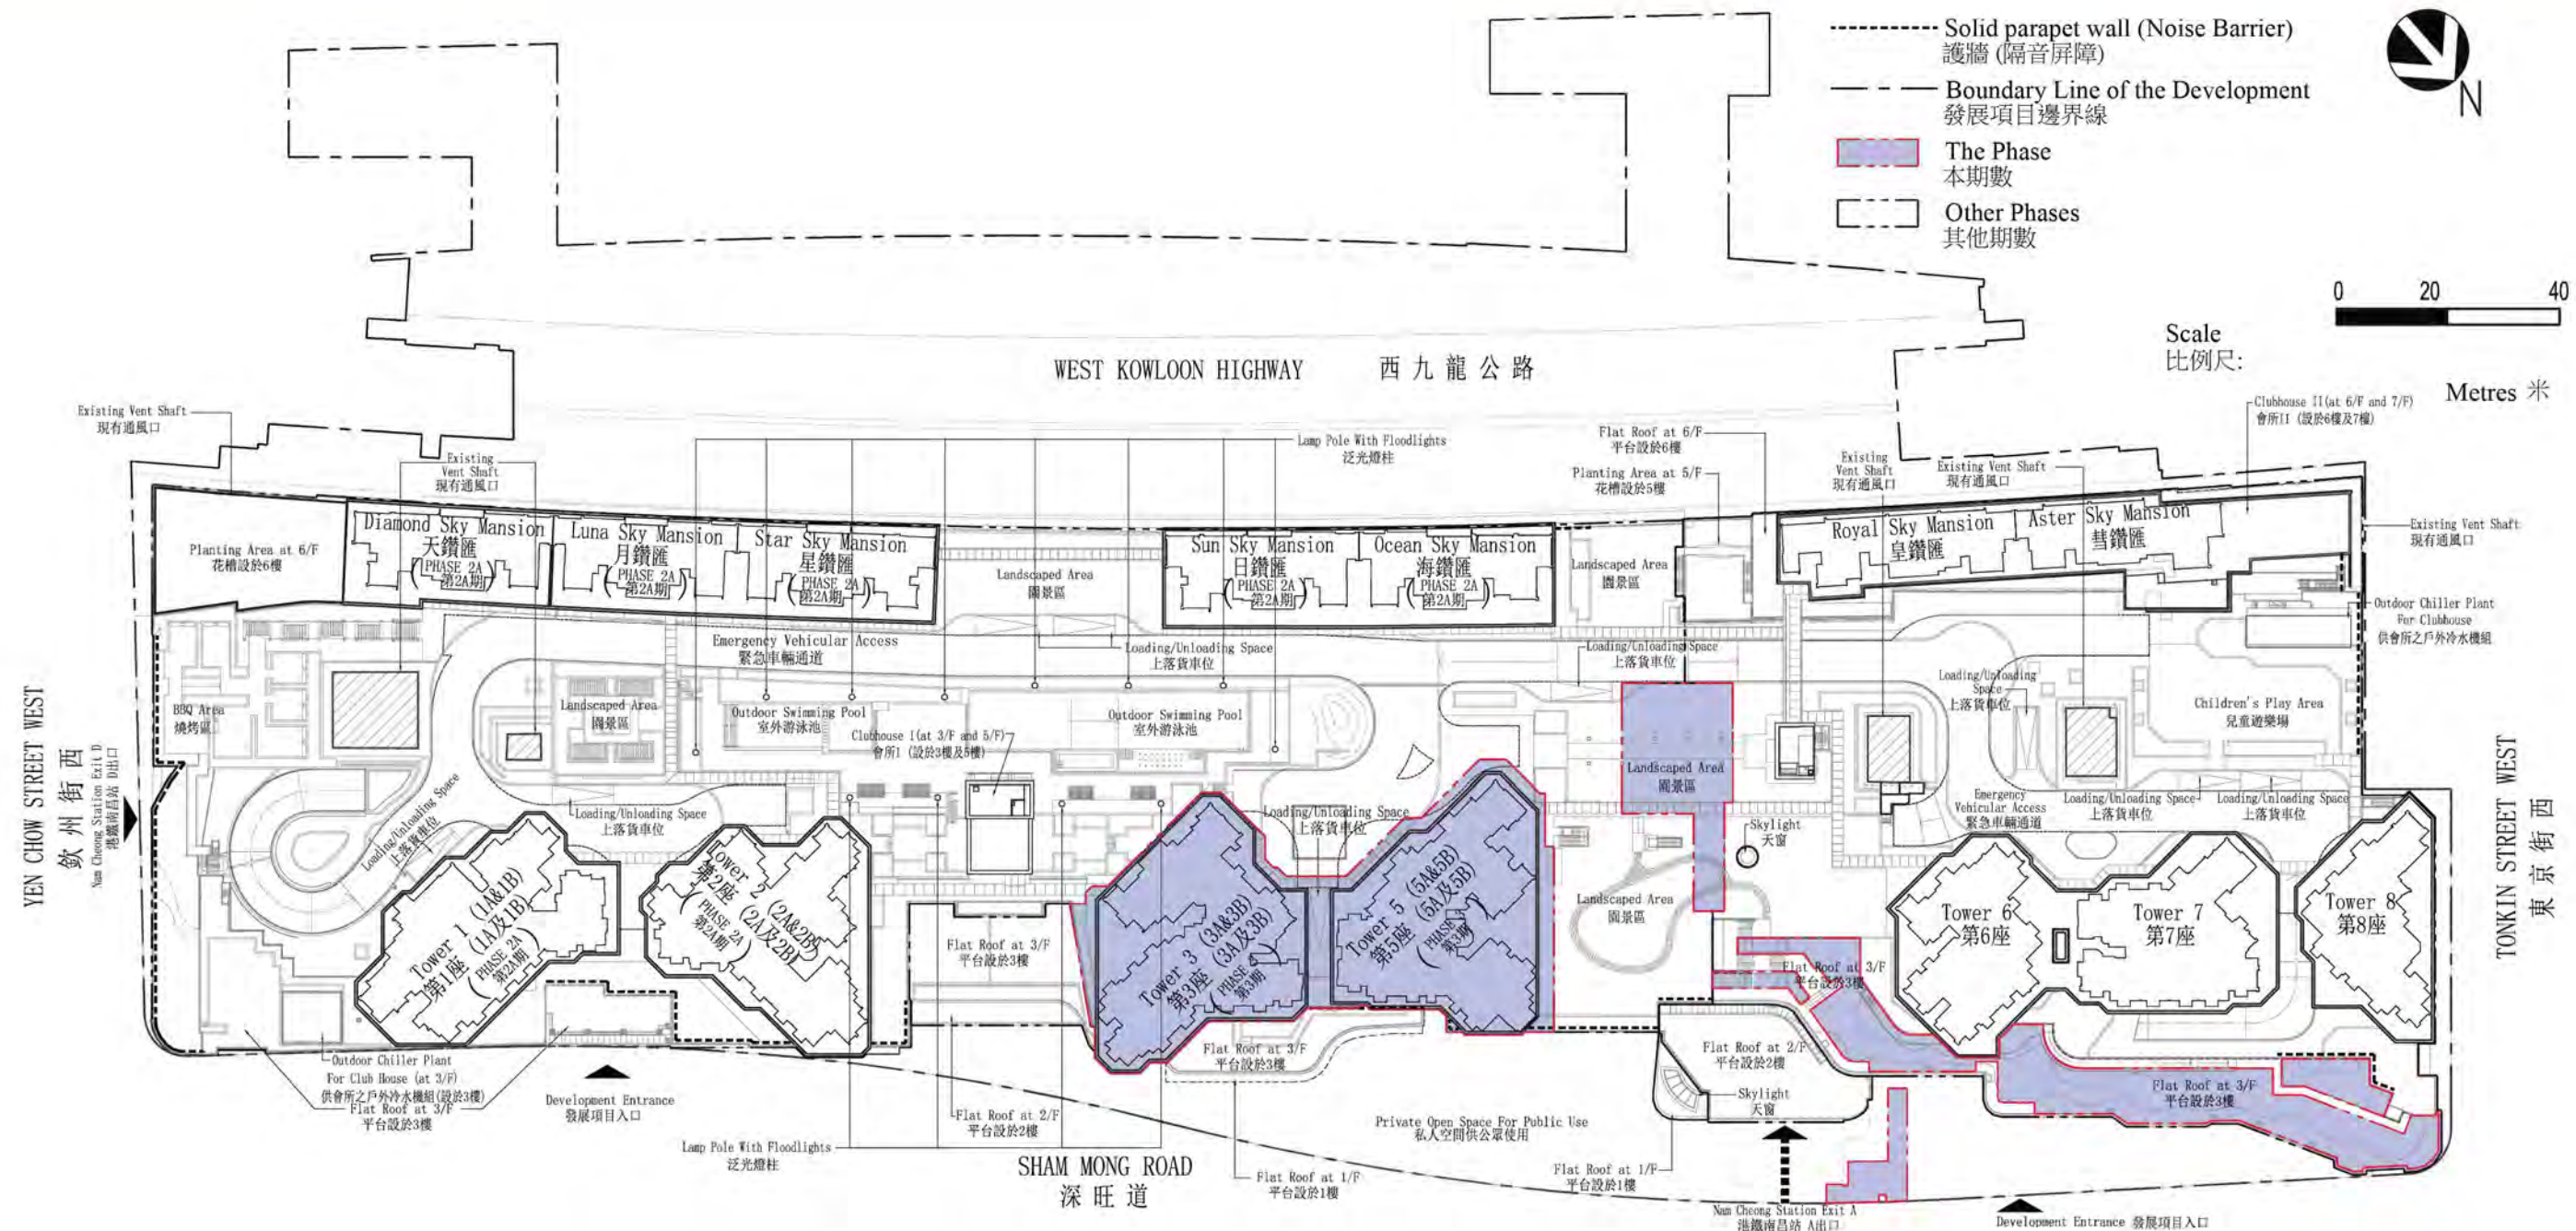 Solid parapet wall (Noise Barrier)
護牆 (隔音屏障)
Boundary Line of the Development
發展項目邊界線
The Phase
本期數
Other Phases
其他期數
N
0 20 40
Scale
比例尺:
Metres 米
WEST KOWLOON HIGHWAY 西九龍公路
Existing Vent Shaft
現有通風口
Existing
Vent Shaft
現有通風口
Lamp Pole With Floodlights
泛光燈柱
Flat Roof at 6/F
平台設於6樓
Planting Area at 5/F
花槽設於5樓
Existing
Vent Shaft
現有通風口
Existing Vent Shaft
現有通風口
Clubhouse II(at 6/F and 7/F)
會所II (設於6樓及7樓)
Existing Vent Shaft
現有通風口
Planting Area at 6/F
花槽設於6樓
Diamond Sky Mansion
天鑽匯
(PHASE 2A
第2A期)
Luna Sky Mansion
月鑽匯
(PHASE 2A
第2A期)
Star Sky Mansion
星鑽匯
(PHASE 2A
第2A期)
Landscaped Area
園景區
Sun Sky Mansion
日鑽匯
(PHASE 2A
第2A期)
Ocean Sky Mansion
海鑽匯
(PHASE 2A
第2A期)
Landscaped Area
園景區
Royal Sky Mansion
皇鑽匯
Aster Sky Mansion
彗鑽匯
Outdoor Chiller Plant
For Clubhouse
供會所之戶外冷水機組
Emergency Vehicular Access
緊急車輛通道
Loading/Unloading Space
上落貨車位
Loading/Unloading Space
上落貨車位
Loading/Unloading
Space
上落貨車位
Children's Play Area
兒童遊樂場
BBQ Area
燒烤區
Landscaped Area
園景區
Outdoor Swimming Pool
室外游泳池
Clubhouse I(at 3/F and 5/F)
會所I (設於3樓及5樓)
Outdoor Swimming Pool
室外游泳池
Landscaped Area
園景區
YEN CHOW STREET WEST
欽州街西
Nam Cheong Station Exit D
港鐵南昌站 D出口
TONKIN STREET WEST
東京街西
Loading/Unloading Space
上落貨車位
Loading/Unloading Space
上落貨車位
Loading/Unloading Space
上落貨車位
Skylight
天窗
Emergency
Vehicular Access
緊急車輛通道
Loading/Unloading Space
上落貨車位
Loading/Unloading Space
上落貨車位
Tower 1 (1A&1B)
第1座 (1A及1B)
(PHASE 2A
第2A期)
Tower 2 (2A&2B)
第2座 (2A及2B)
(PHASE 2A
第2A期)
Flat Roof at 3/F
平台設於3樓
Tower 3 (3A&3B)
第3座 (3A及3B)
(PHASE 3
第3期)
Tower 5 (5A&5B)
第5座 (5A及5B)
(PHASE 3
第3期)
Landscaped Area
園景區
Flat Roof at 3/F
平台設於3樓
Tower 6
第6座
Tower 7
第7座
Tower 8
第8座
Outdoor Chiller Plant
For Club House (at 3/F)
供會所之戶外冷水機組(設於3樓)
Flat Roof at 3/F
平台設於3樓
Development Entrance
發展項目入口
Flat Roof at 3/F
平台設於3樓
Flat Roof at 2/F
平台設於2樓
Flat Roof at 2/F
平台設於2樓
Skylight
天窗
Flat Roof at 3/F
平台設於3樓
Private Open Space For Public Use
私人空間供公眾使用
Lamp Pole With Floodlights
泛光燈柱
SHAM MONG ROAD
深旺道
Flat Roof at 1/F
平台設於1樓
Flat Roof at 1/F
平台設於1樓
Nam Cheong Station Exit A
港鐵南昌站 A出口
Development Entrance 發展項目入口